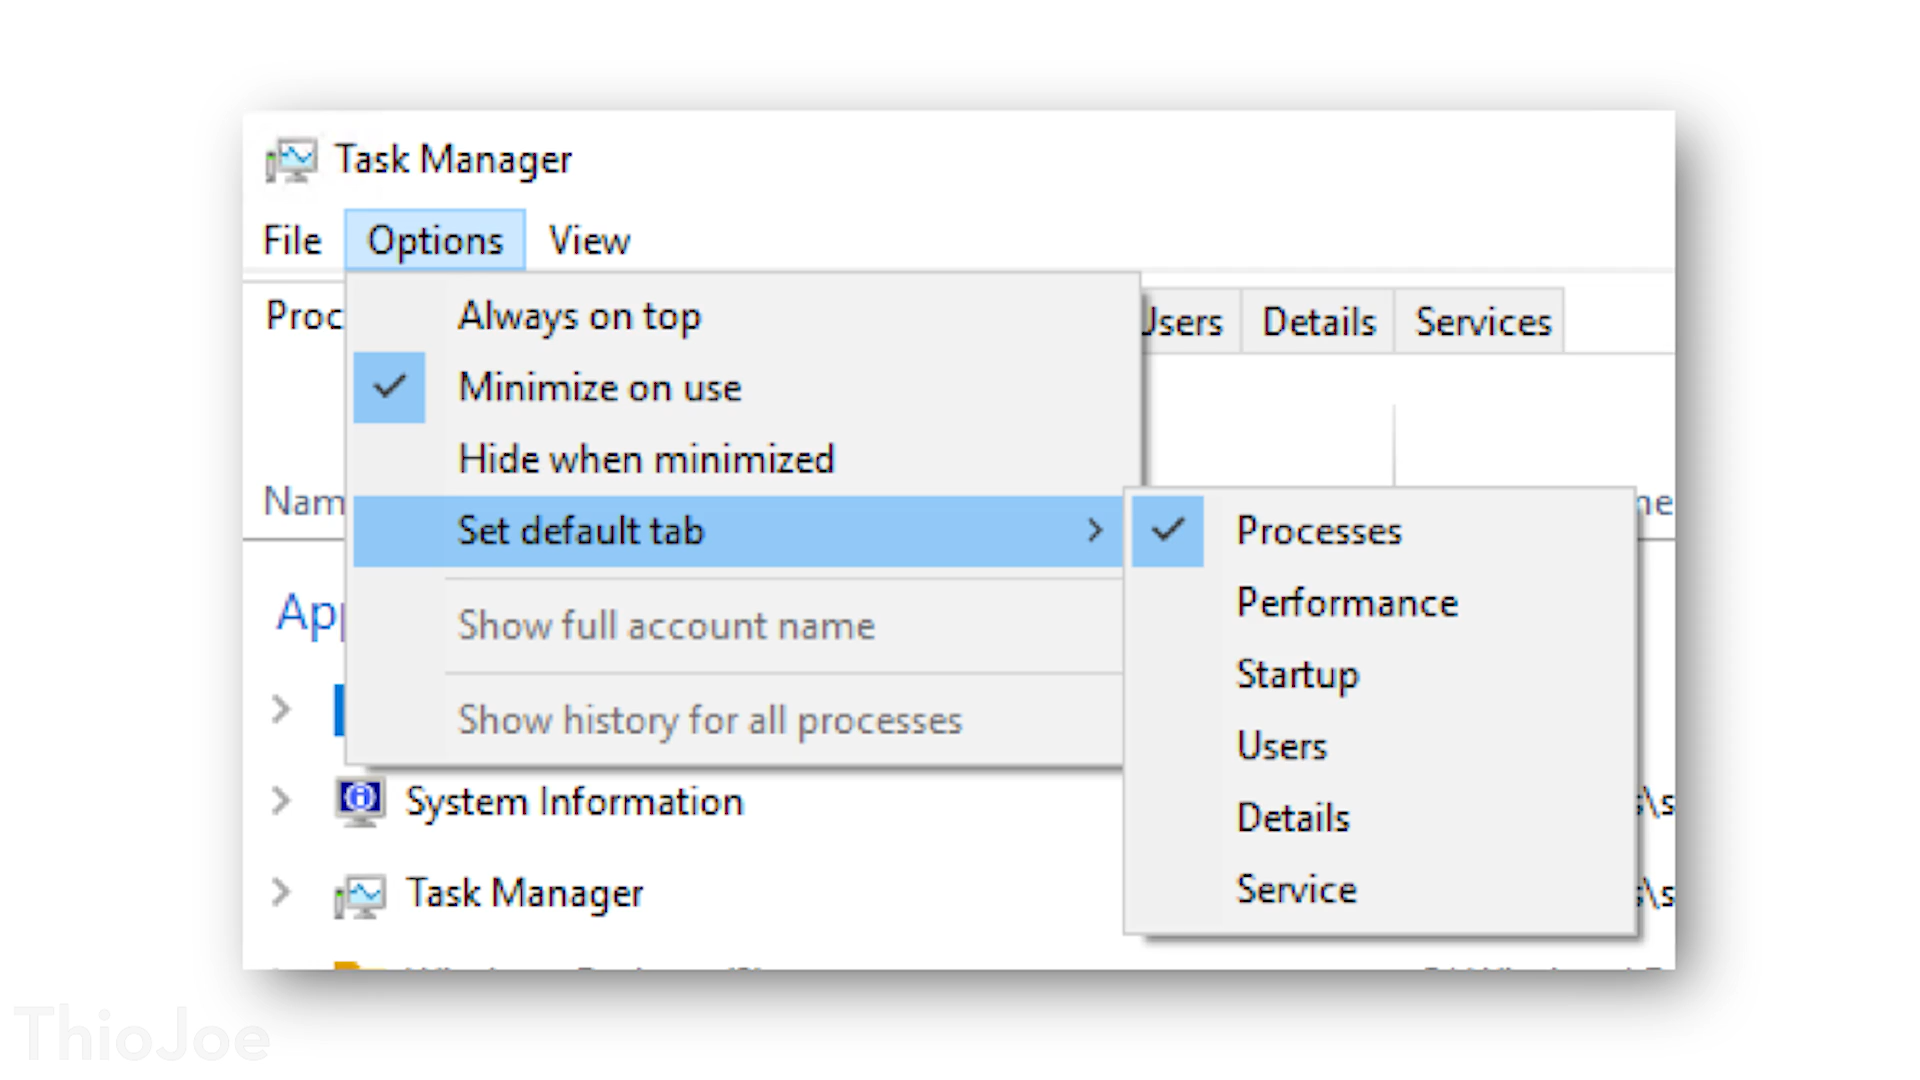 Task Manager
File Options View
Always on top
Users Details Services
Minimize on use
Hide when minimized
Set default tab
Processes
Performance
Show full account name
Startup
Show history for all processes
Users
System Information
Details
Task Manager
Service
ThioJoe